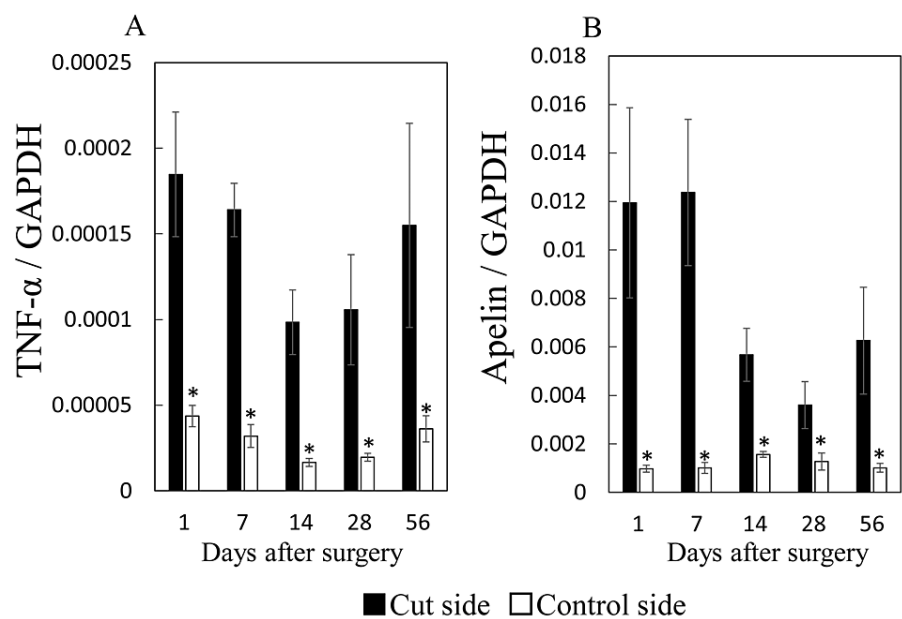 A
TNF-α / GAPDH
0.00025
0.0002
0.00015
0.0001
0.00005
0
* * * * *
1 7 14 28 56
Days after surgery
B
Apelin / GAPDH
0.018
0.016
0.014
0.012
0.01
0.008
0.006
0.004
0.002
0
* * * * *
1 7 14 28 56
Days after surgery
Cut side Control side